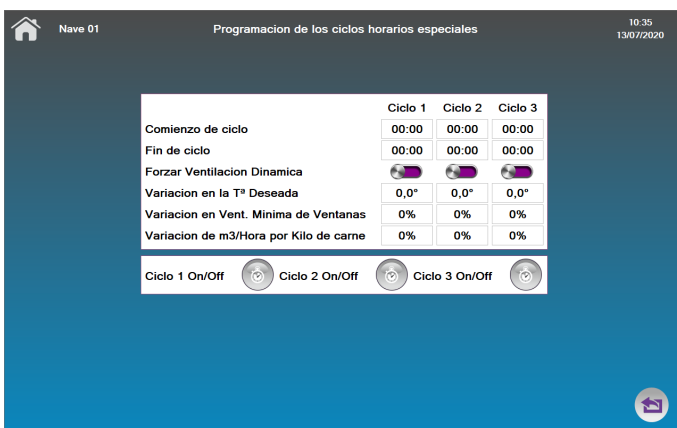 Nave 01
Programacion de los ciclos horarios especiales
10:35
13/07/2020
Ciclo 1 Ciclo 2 Ciclo 3
Comienzo de ciclo 00:00 00:00 00:00
Fin de ciclo 00:00 00:00 00:00
Forzar Ventilacion Dinamica
Variacion en la Tª Deseada 0,0° 0,0° 0,0°
Variacion en Vent. Minima de Ventanas 0% 0% 0%
Variacion de m3/Hora por Kilo de carne 0% 0% 0%
Ciclo 1 On/Off Ciclo 2 On/Off Ciclo 3 On/Off